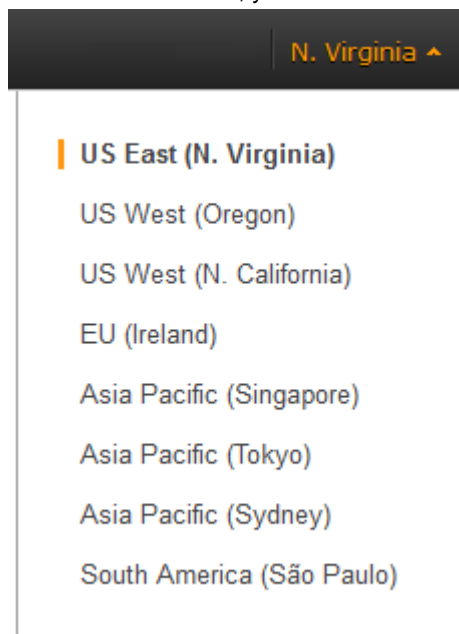 N. Virginia
US East (N. Virginia)
US West (Oregon)
US West (N. California)
EU (Ireland)
Asia Pacific (Singapore)
Asia Pacific (Tokyo)
Asia Pacific (Sydney)
South America (São Paulo)